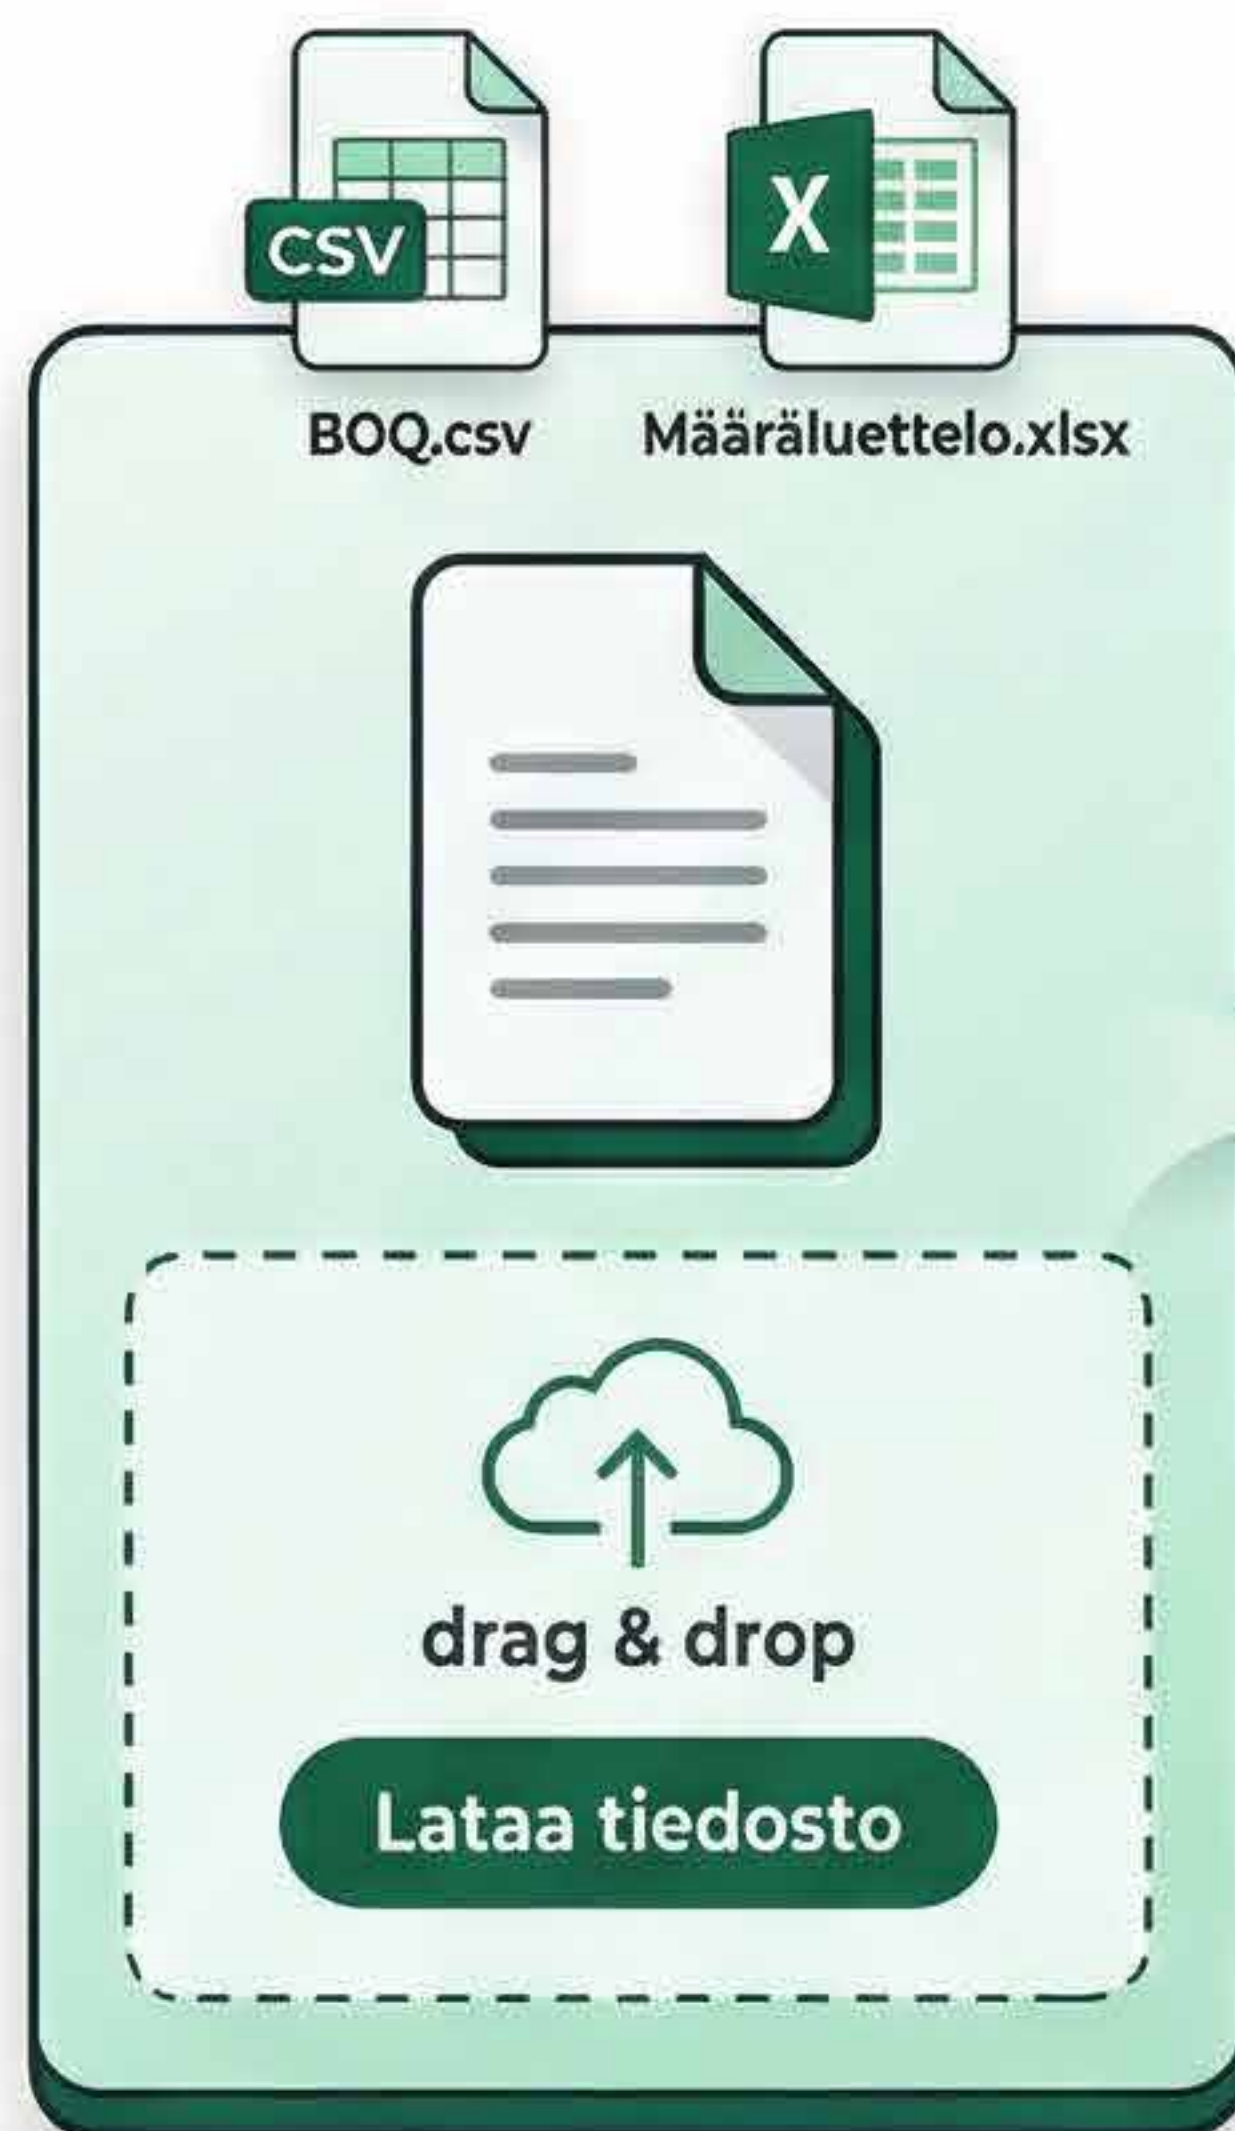 CSV
X
BOQ.csv
Määräluettelo.xlsx
drag & drop
Lataa tiedosto